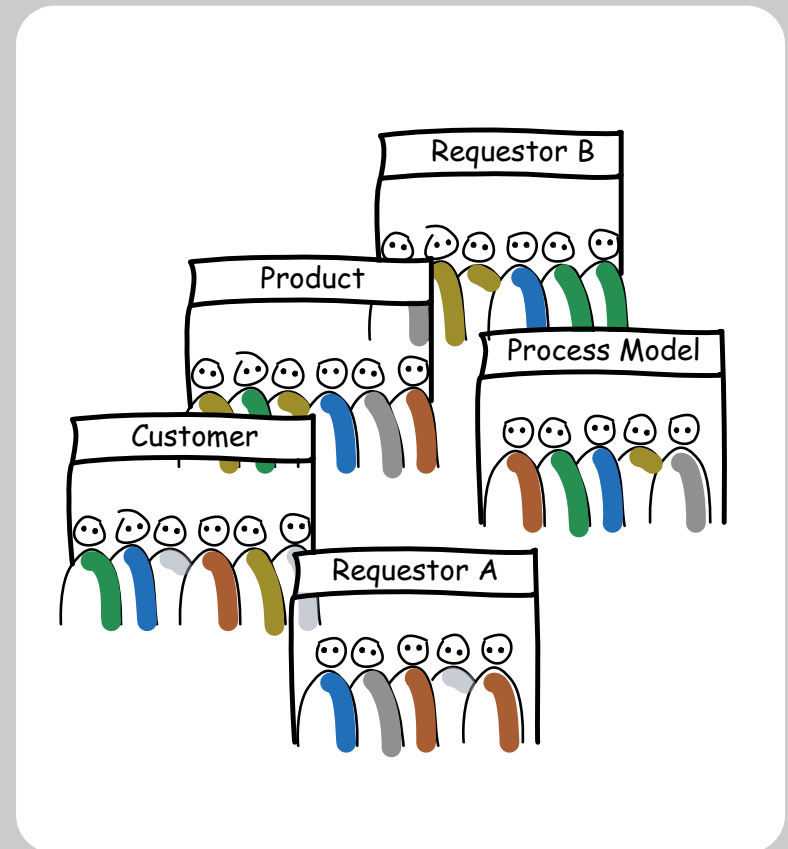 Requestor B
Product
Process Model
Customer
Requestor A